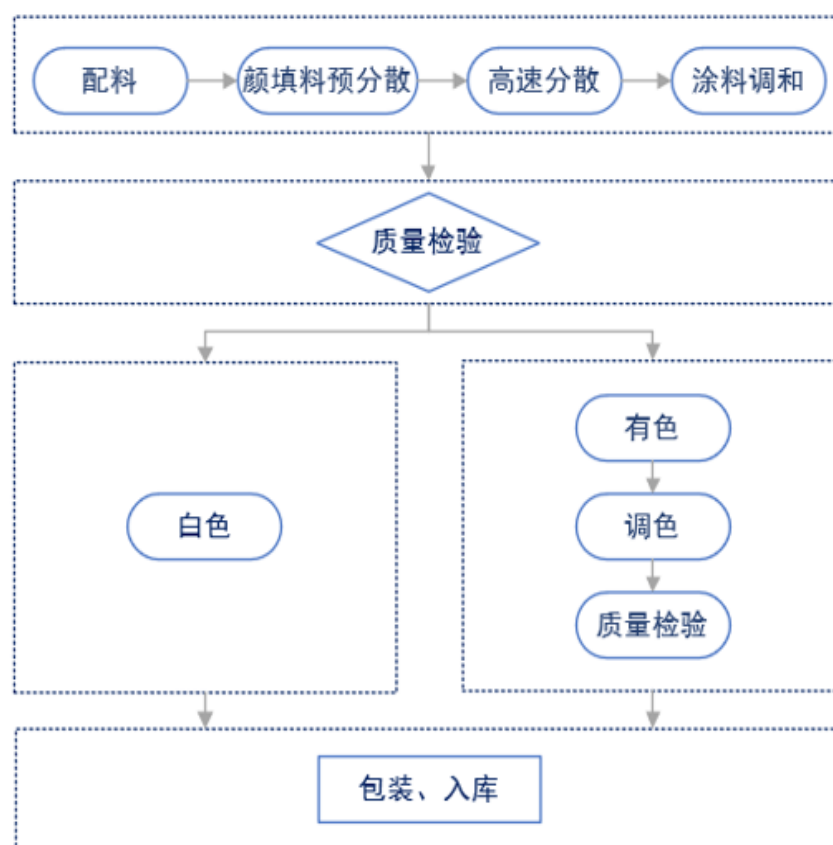 配料
颜填料预分散
高速分散
涂料调和
质量检验
白色
有色
调色
质量检验
包装、入库